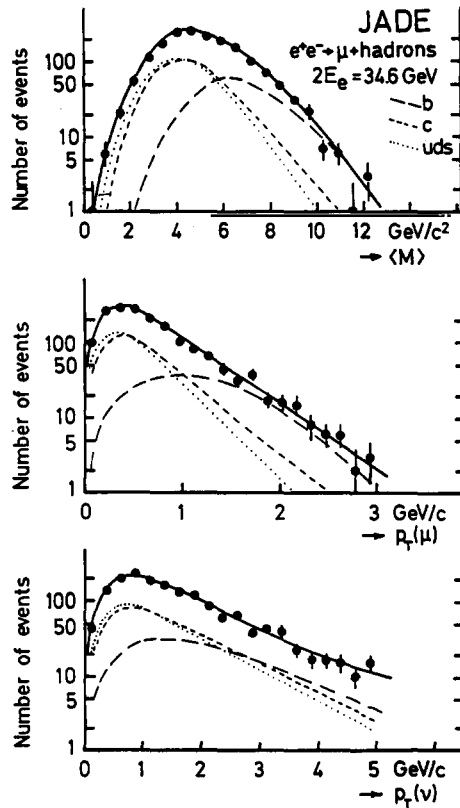 JADE
e⁺e⁻→μ+hadrons
2Eₑ=34.6 GeV
— — b
---- c
······ uds
Number of events
100
50
10
5
1
0 2 4 6 8 10 12 GeV/c²
→ ⟨M⟩
Number of events
100
50
10
5
1
0 1 2 3 GeV/c
→ p_T(μ)
Number of events
100
50
10
5
1
0 1 2 3 4 5 GeV/c
→ p_T(ν)